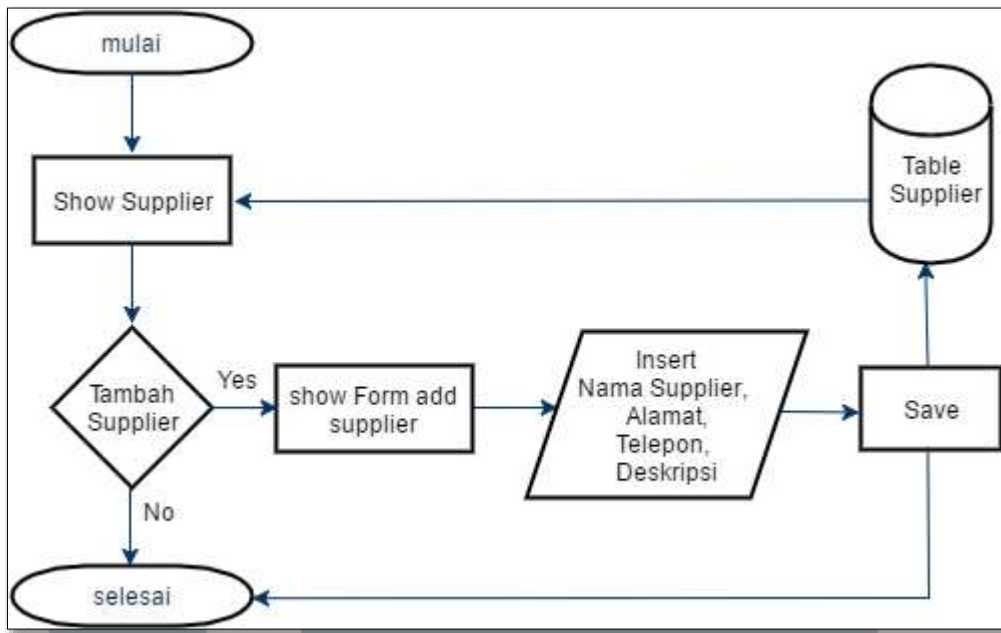 mulai
Show Supplier
Table
Supplier
Tambah
Supplier
Yes
show Form add
supplier
Insert
Nama Supplier,
Alamat,
Telepon,
Deskripsi
Save
No
selesai